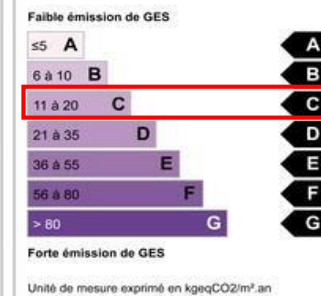 Faible émission de GES
≤5 A A
6 à 10 B B
11 à 20 C C
21 à 35 D D
36 à 55 E E
56 à 80 F F
> 80 G G
Forte émission de GES
Unité de mesure exprimé en kgeqCO2/m².an